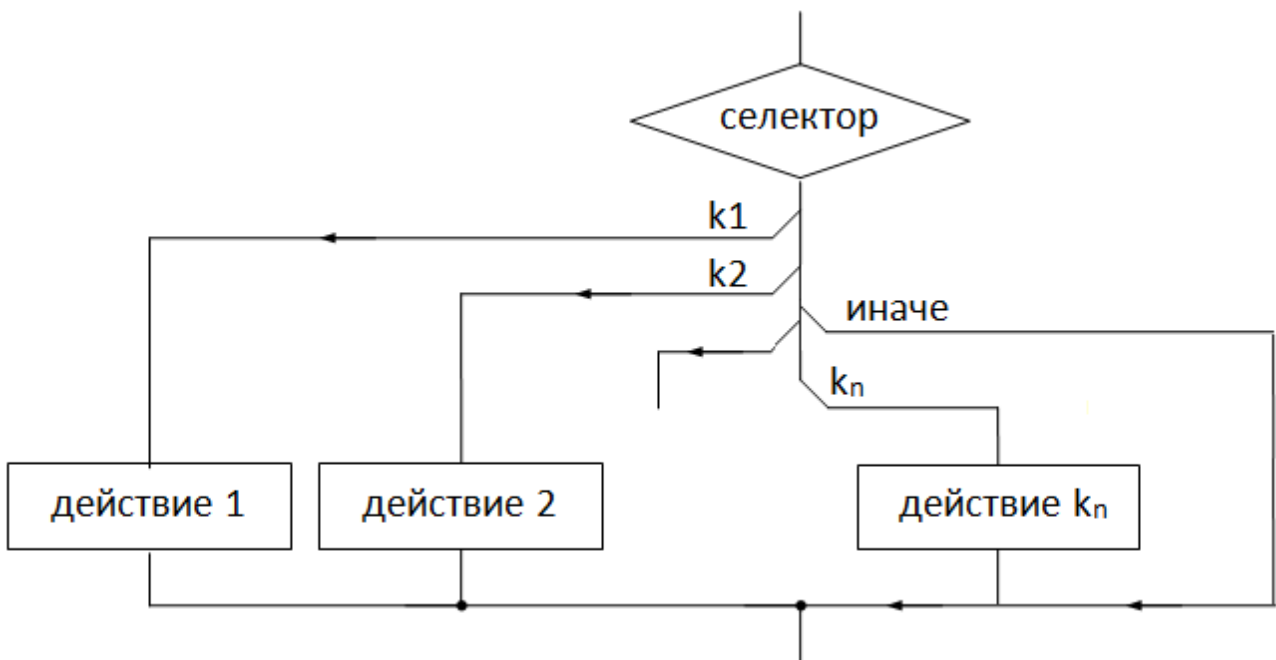 селектор
k1
k2
иначе
kₙ
действие 1
действие 2
действие kₙ